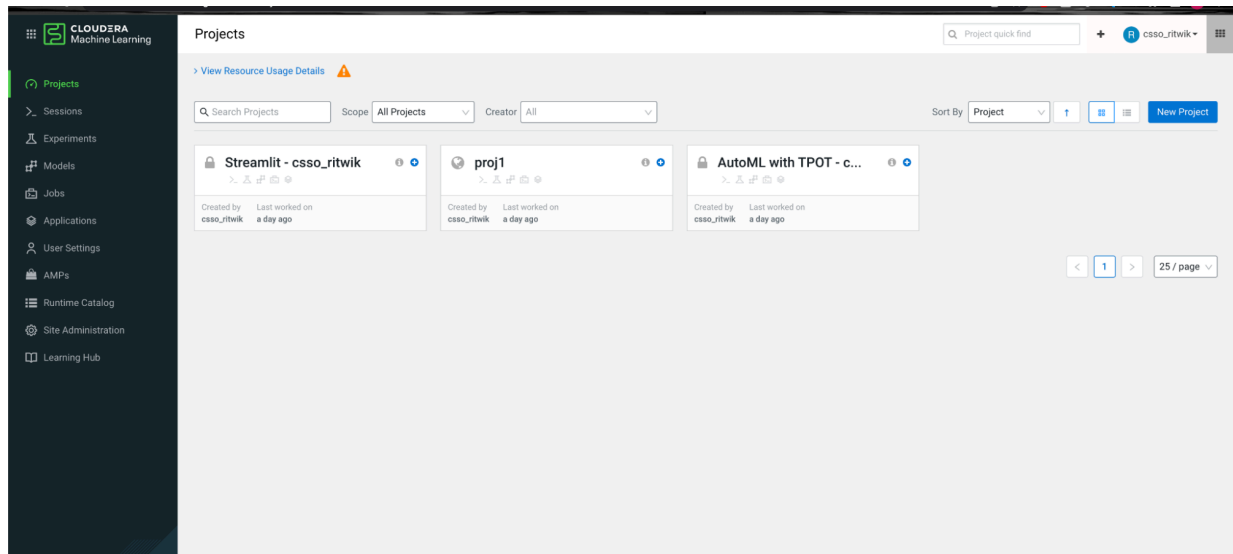 CLOUDERA
Machine Learning
Projects
Sessions
Experiments
Models
Jobs
Applications
User Settings
AMPs
Runtime Catalog
Site Administration
Learning Hub
Projects
Project quick find
R csso_ritwik
View Resource Usage Details
Search Projects
Scope All Projects
Creator All
Sort By Project
New Project
Streamlit - csso_ritwik
Created by Last worked on
csso_ritwik a day ago
proj1
Created by Last worked on
csso_ritwik a day ago
AutoML with TPOT - c...
Created by Last worked on
csso_ritwik a day ago
1
25 / page